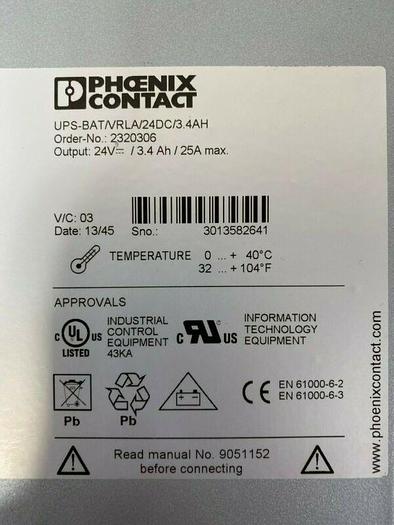 PHŒNIX
CONTACT
UPS-BAT/VRLA/24DC/3.4AH
Order-No.: 2320306
Output: 24V⎓ / 3.4 Ah / 25A max.
V/C: 03
Date: 13/45 Sno.: 3013582641
TEMPERATURE 0 ... + 40°C
32 ... + 104°F
APPROVALS
C UL US LISTED
INDUSTRIAL
CONTROL
EQUIPMENT
43KA
C RU US
INFORMATION
TECHNOLOGY
EQUIPMENT
Pb
Pb
CE
EN 61000-6-2
EN 61000-6-3
Read manual No. 9051152
before connecting
www.phoenixcontact.com